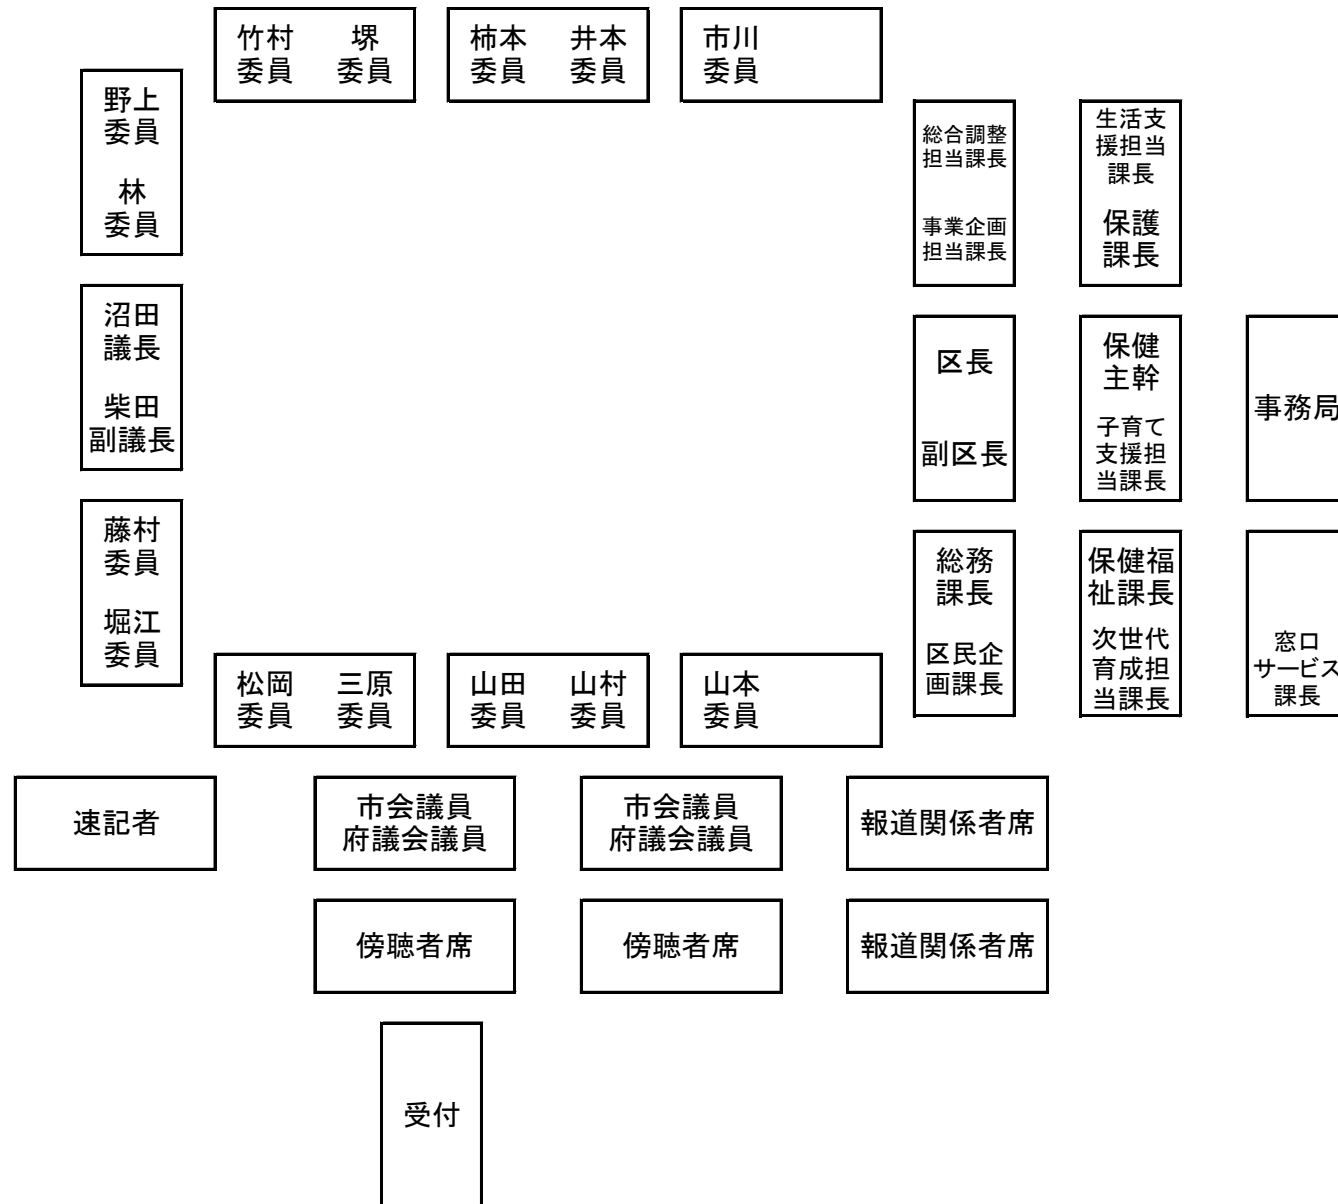 竹村
委員
堺
委員
柿本
委員
井本
委員
市川
委員
野上
委員
林
委員
総合調整
担当課長
事業企画
担当課長
生活支
援担当
課長
保護
課長
沼田
議長
柴田
副議長
区長
副区長
保健
主幹
子育て
支援担
当課長
事務局
藤村
委員
堀江
委員
総務
課長
区民企
画課長
保健福
祉課長
次世代
育成担
当課長
窓口
サービス
課長
松岡
委員
三原
委員
山田
委員
山村
委員
山本
委員
速記者
市会議員
府議会議員
市会議員
府議会議員
報道関係者席
傍聴者席
傍聴者席
報道関係者席
受付